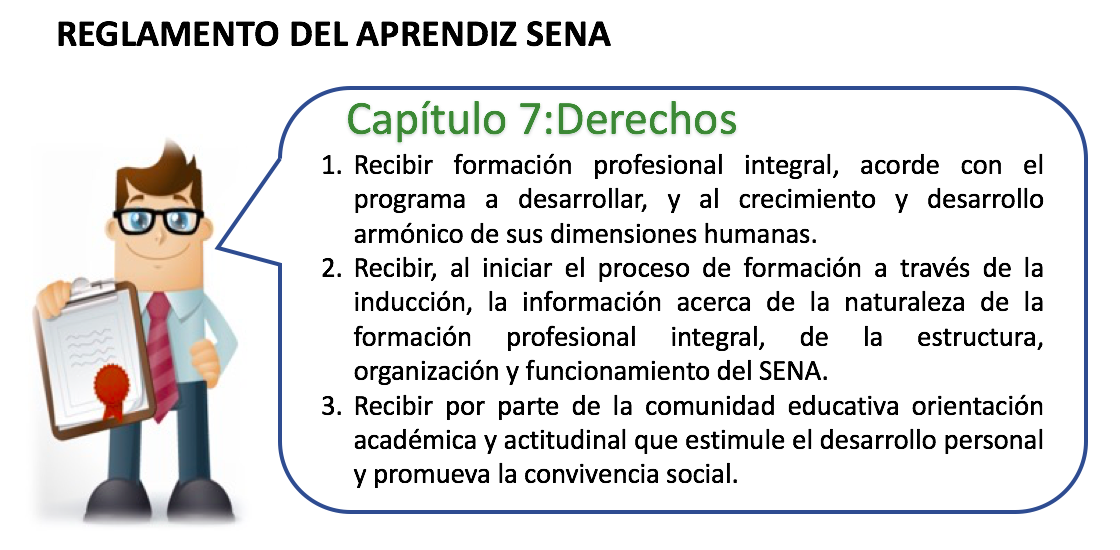 REGLAMENTO DEL APRENDIZ SENA
Capítulo 7:Derechos
1. Recibir formación profesional integral, acorde con el
programa a desarrollar, y al crecimiento y desarrollo
armónico de sus dimensiones humanas.
2. Recibir, al iniciar el proceso de formación a través de la
inducción, la información acerca de la naturaleza de la
formación profesional integral, de la estructura,
organización y funcionamiento del SENA.
3. Recibir por parte de la comunidad educativa orientación
académica y actitudinal que estimule el desarrollo personal
y promueva la convivencia social.